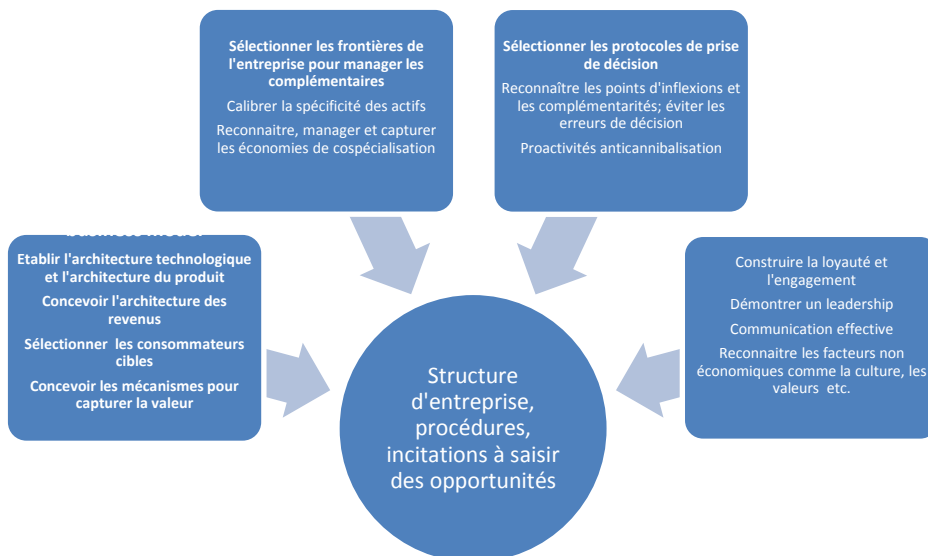 Sélectionner les frontières de
l'entreprise pour manager les
complémentaires
Calibrer la spécificité des actifs
Reconnaitre, manager et capturer
les économies de cospécialisation
Sélectionner les protocoles de prise
de décision
Reconnaître les points d'inflexions et
les complémentarités; éviter les
erreurs de décision
Proactivités anticannibalisation
business model
Etablir l'architecture technologique
et l'architecture du produit
Concevoir l'architecture des
revenus
Sélectionner les consommateurs
cibles
Concevoir les mécanismes pour
capturer la valeur
Construire la loyauté et
l'engagement
Démontrer un leadership
Communication effective
Reconnaitre les facteurs non
économiques comme la culture, les
valeurs etc.
Structure
d'entreprise,
procédures,
incitations à saisir
des opportunités